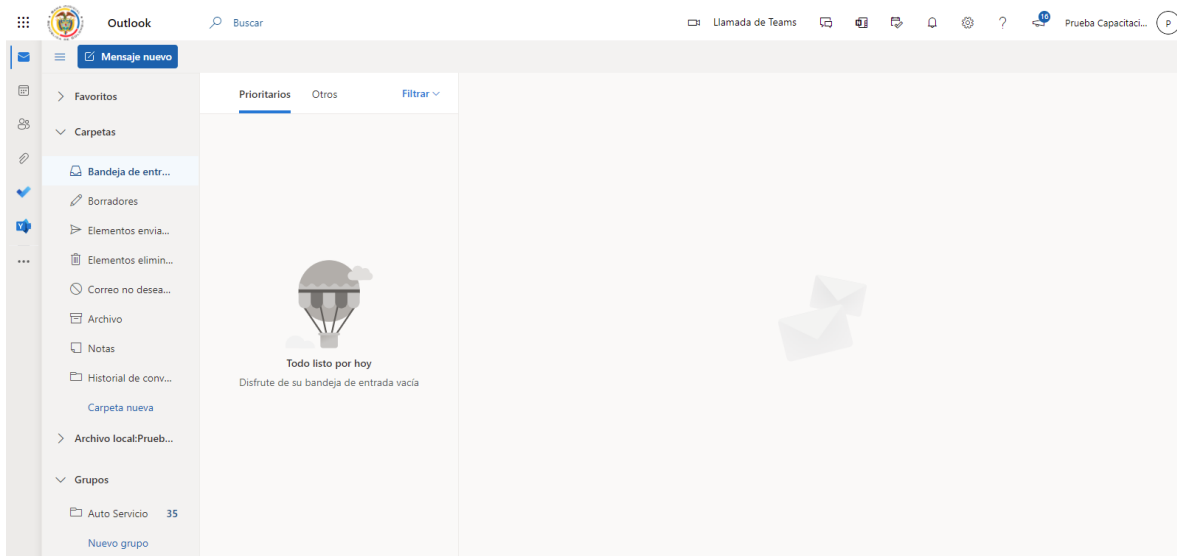 Outlook
Buscar
Llamada de Teams
16
Prueba Capacitaci...
P
Mensaje nuevo
Favoritos
Prioritarios
Otros
Filtrar
Carpetas
Bandeja de entr...
Borradores
Elementos envia...
Elementos elimin...
Correo no desea...
Archivo
Notas
Historial de conv...
Carpeta nueva
Todo listo por hoy
Disfrute de su bandeja de entrada vacía
Archivo local:Prueb...
Grupos
Auto Servicio 35
Nuevo grupo